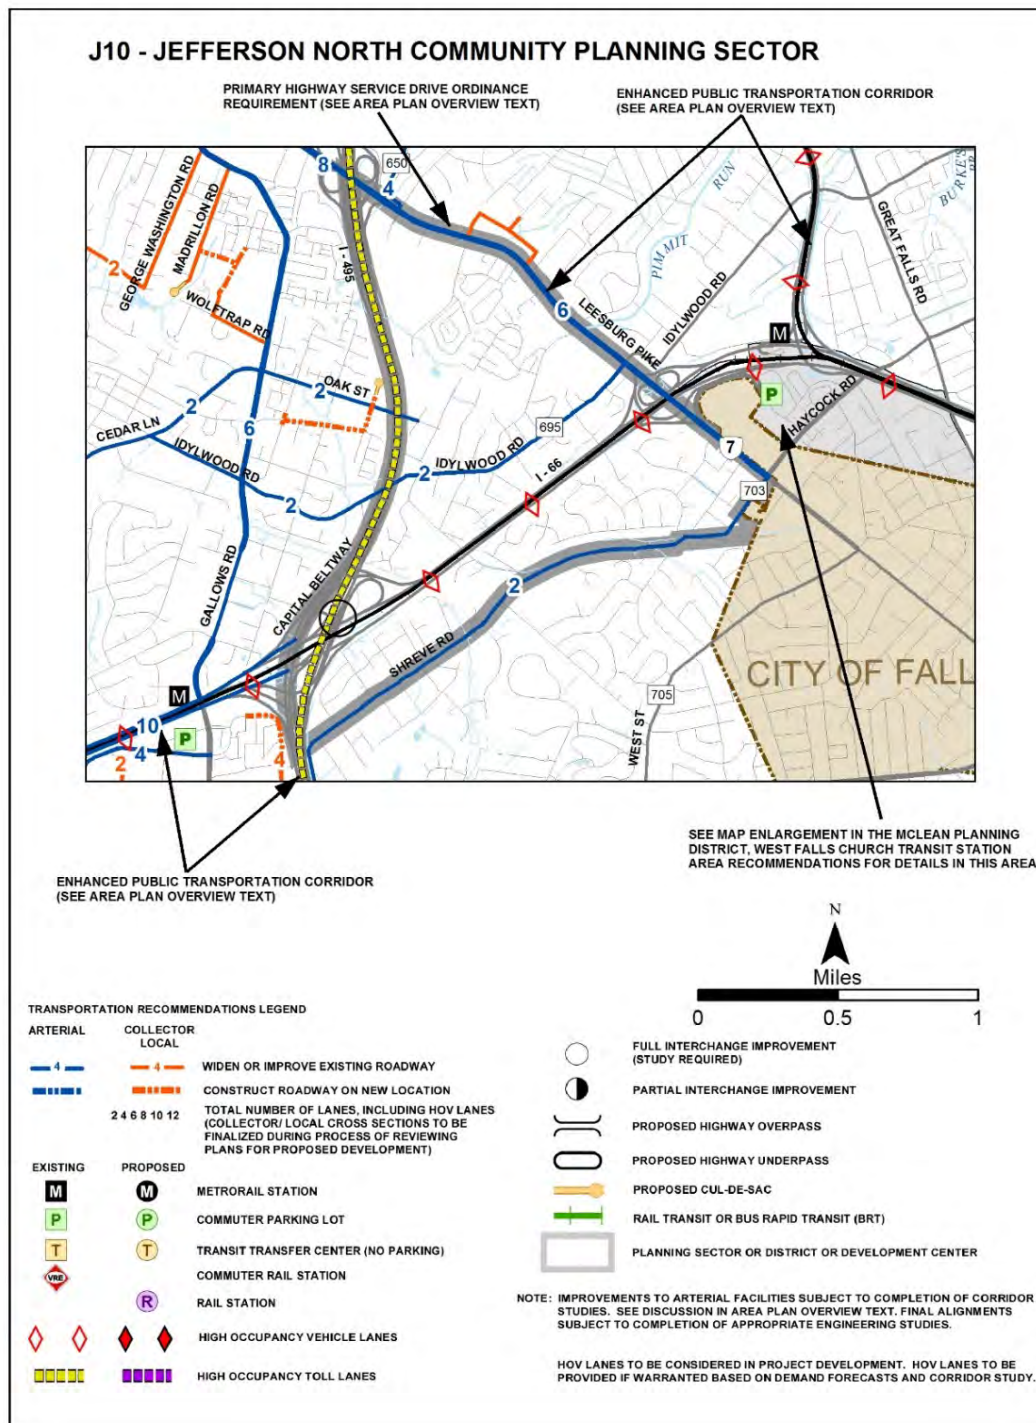 J10 - JEFFERSON NORTH COMMUNITY PLANNING SECTOR
PRIMARY HIGHWAY SERVICE DRIVE ORDINANCE
REQUIREMENT (SEE AREA PLAN OVERVIEW TEXT)
ENHANCED PUBLIC TRANSPORTATION CORRIDOR
(SEE AREA PLAN OVERVIEW TEXT)
8
650
4
GEORGE WASHINGTON RD
MADRILLON RD
2
WOLFTRAP RD
I - 495
RUN
PIMMIT
BURKE'S
GREAT FALLS RD
IDYLWOOD RD
6
LEESBURG PIKE
M
P
HAYCOCK RD
OAK ST
2
2
CEDAR LN
6
IDYLWOOD RD
2
2
IDYLWOOD RD
695
I - 66
7
703
GALLOWS RD
CAPITAL BELTWAY
2
SHREVE RD
CITY OF FALL
705
WEST ST
M
10
P
4
2
4
SEE MAP ENLARGEMENT IN THE MCLEAN PLANNING
DISTRICT, WEST FALLS CHURCH TRANSIT STATION
AREA RECOMMENDATIONS FOR DETAILS IN THIS AREA
ENHANCED PUBLIC TRANSPORTATION CORRIDOR
(SEE AREA PLAN OVERVIEW TEXT)
N
Miles
0 0.5 1
TRANSPORTATION RECOMMENDATIONS LEGEND
ARTERIAL COLLECTOR
LOCAL
4 4 WIDEN OR IMPROVE EXISTING ROADWAY
CONSTRUCT ROADWAY ON NEW LOCATION
2 4 6 8 10 12 TOTAL NUMBER OF LANES, INCLUDING HOV LANES
(COLLECTOR/ LOCAL CROSS SECTIONS TO BE
FINALIZED DURING PROCESS OF REVIEWING
PLANS FOR PROPOSED DEVELOPMENT)
EXISTING PROPOSED
M M METRORAIL STATION
P P COMMUTER PARKING LOT
T T TRANSIT TRANSFER CENTER (NO PARKING)
VRE COMMUTER RAIL STATION
R RAIL STATION
HIGH OCCUPANCY VEHICLE LANES
HIGH OCCUPANCY TOLL LANES
FULL INTERCHANGE IMPROVEMENT
(STUDY REQUIRED)
PARTIAL INTERCHANGE IMPROVEMENT
PROPOSED HIGHWAY OVERPASS
PROPOSED HIGHWAY UNDERPASS
PROPOSED CUL-DE-SAC
RAIL TRANSIT OR BUS RAPID TRANSIT (BRT)
PLANNING SECTOR OR DISTRICT OR DEVELOPMENT CENTER
NOTE: IMPROVEMENTS TO ARTERIAL FACILITIES SUBJECT TO COMPLETION OF CORRIDOR
STUDIES. SEE DISCUSSION IN AREA PLAN OVERVIEW TEXT. FINAL ALIGNMENTS
SUBJECT TO COMPLETION OF APPROPRIATE ENGINEERING STUDIES.
HOV LANES TO BE CONSIDERED IN PROJECT DEVELOPMENT. HOV LANES TO BE
PROVIDED IF WARRANTED BASED ON DEMAND FORECASTS AND CORRIDOR STUDY.